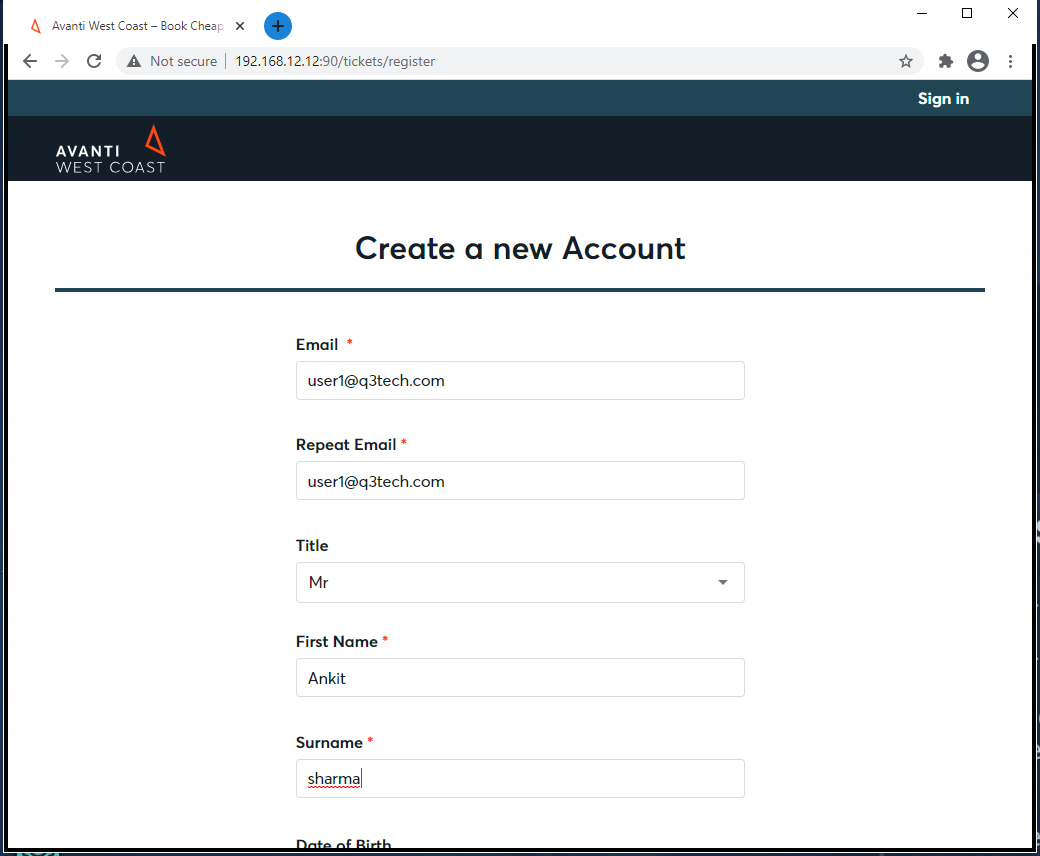 Avanti West Coast – Book Cheap
Not secure
192.168.12.12:90/tickets/register
Sign in
AVANTI
WEST COAST
Create a new Account
Email *
user1@q3tech.com
Repeat Email *
user1@q3tech.com
Title
Mr
First Name *
Ankit
Surname *
sharma
Date of Birth